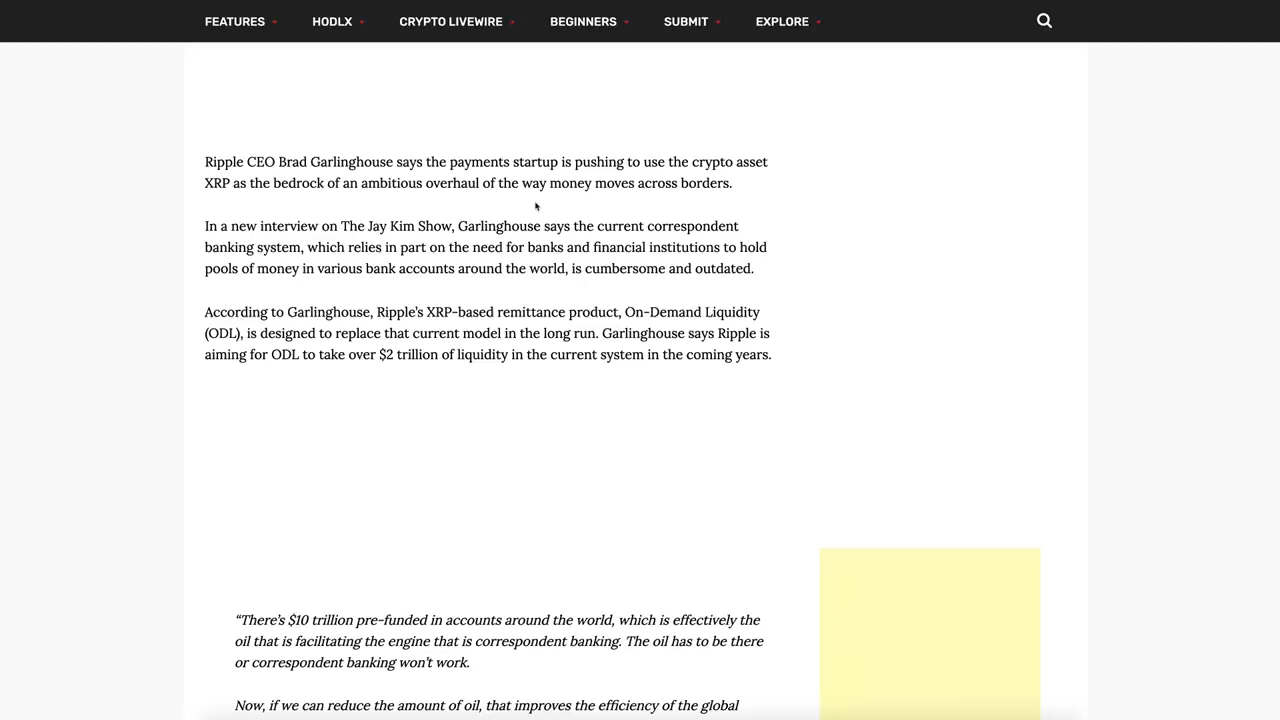 FEATURES HODLX CRYPTO LIVEWIRE BEGINNERS SUBMIT EXPLORE
Ripple CEO Brad Garlinghouse says the payments startup is pushing to use the crypto asset
XRP as the bedrock of an ambitious overhaul of the way money moves across borders.
In a new interview on The Jay Kim Show, Garlinghouse says the current correspondent
banking system, which relies in part on the need for banks and financial institutions to hold
pools of money in various bank accounts around the world, is cumbersome and outdated.
According to Garlinghouse, Ripple’s XRP-based remittance product, On-Demand Liquidity
(ODL), is designed to replace that current model in the long run. Garlinghouse says Ripple is
aiming for ODL to take over $2 trillion of liquidity in the current system in the coming years.
“There’s $10 trillion pre-funded in accounts around the world, which is effectively the
oil that is facilitating the engine that is correspondent banking. The oil has to be there
or correspondent banking won’t work.
Now, if we can reduce the amount of oil, that improves the efficiency of the global